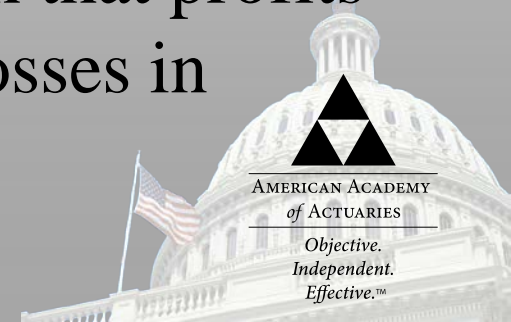 that profits
osses in
AMERICAN ACADEMY
of ACTUARIES
Objective.
Independent.
Effective.™